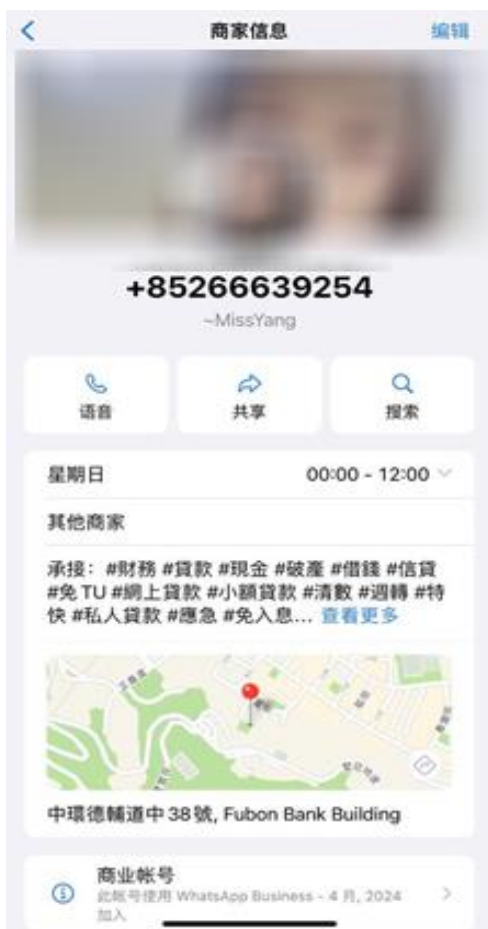 商家信息 编辑
+85266639254
~MissYang
语音 共享 搜索
星期日 00:00 - 12:00
其他商家
承接：#財務 #貸款 #現金 #破產 #借錢 #信貸
#免 TU #網上貸款 #小額貸款 #清數 #週轉 #特
快 #私人貸款 #應急 #免入息... 查看更多
中環德輔道中 38 號, Fubon Bank Building
商业帐号
此帐号使用 WhatsApp Business - 4 月, 2024
加入